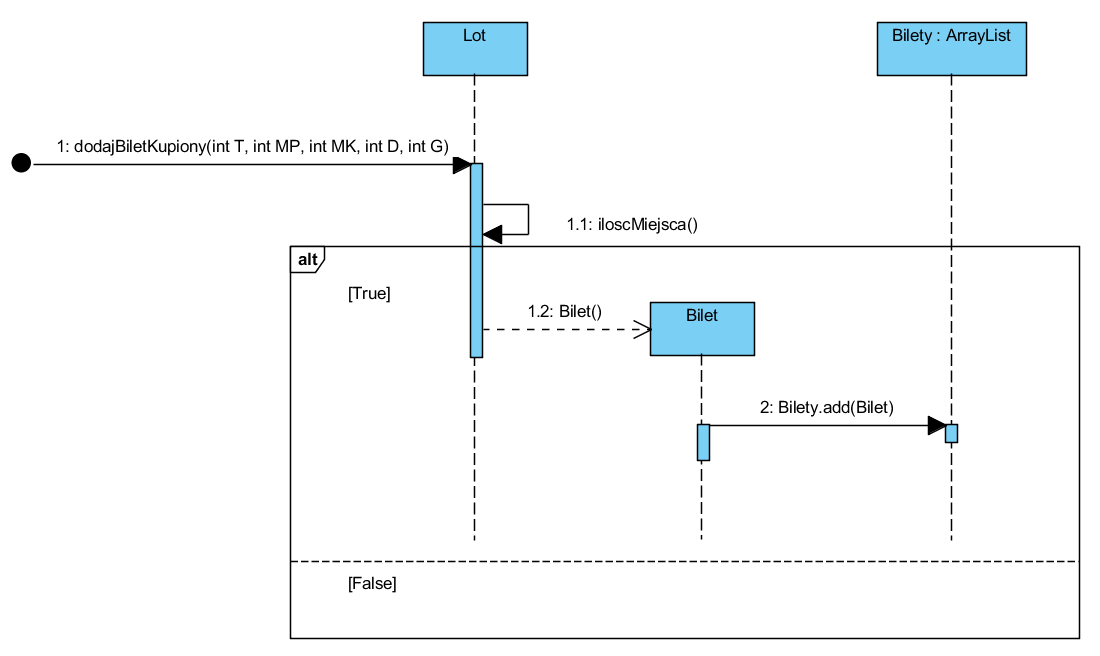 Lot
Bilety : ArrayList
1: dodajBiletKupiony(int T, int MP, int MK, int D, int G)
1.1: iloscMiejsca()
alt
[True]
1.2: Bilet()
Bilet
2: Bilety.add(Bilet)
[False]